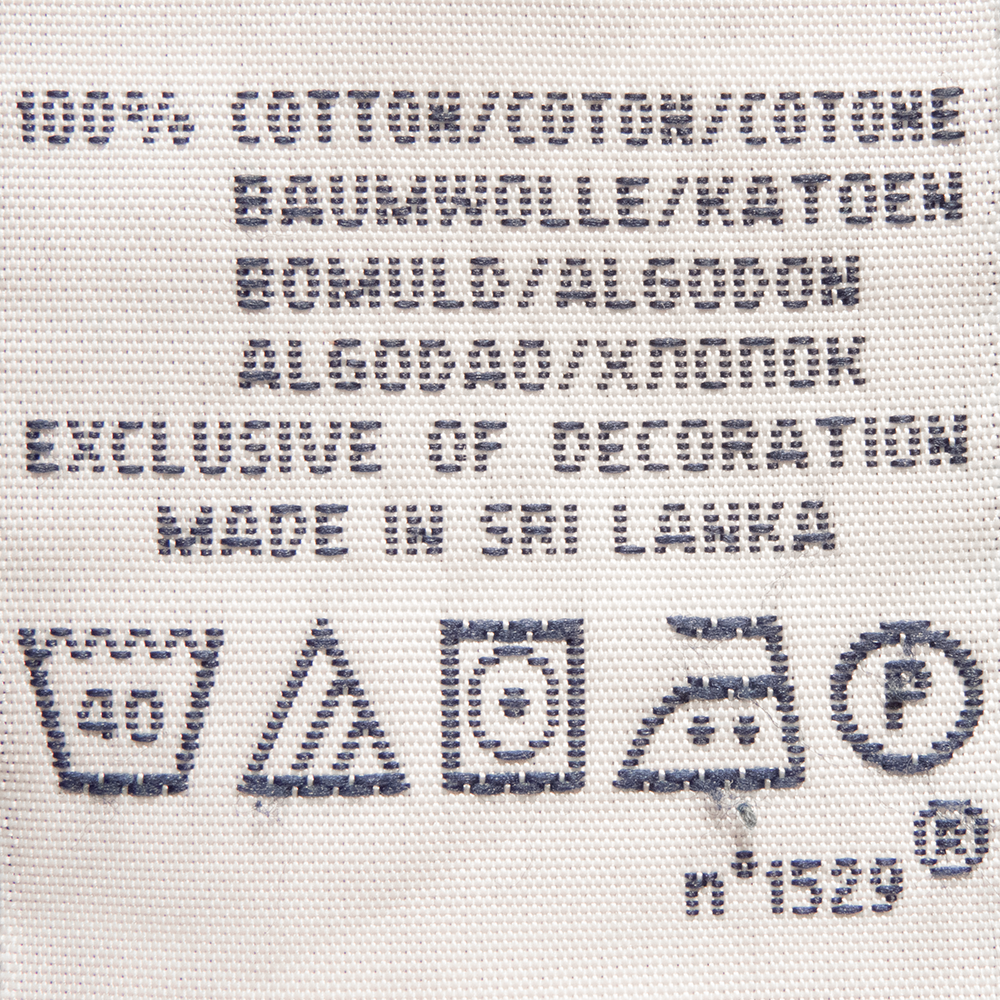 100% COTTON/COTON/COTONE
BAUMWOLLE/KATOEN
BOMULD/ALGODON
ALGODAO/ХЛОПОК
EXCLUSIVE OF DECORATION
MADE IN SRI LANKA
40 P
n°1529 ®